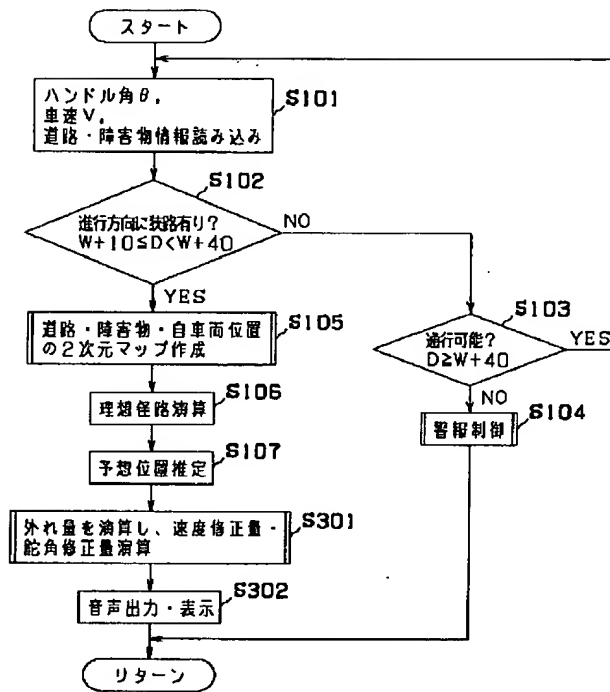 スタート
ハンドル角θ,
車速V,
道路・障害物情報読み込み
S101
S102
進行方向に狭路有り?
W+10≦D<W+40
NO
YES
S103
通行可能?
D≧W+40
YES
NO
道路・障害物・自車両位置
の2次元マップ作成
S105
S104
警報制御
S106
理想径路演算
S107
予想位置推定
外れ量を演算し、速度修正量・
舵角修正量演算
S301
S302
音声出力・表示
リターン